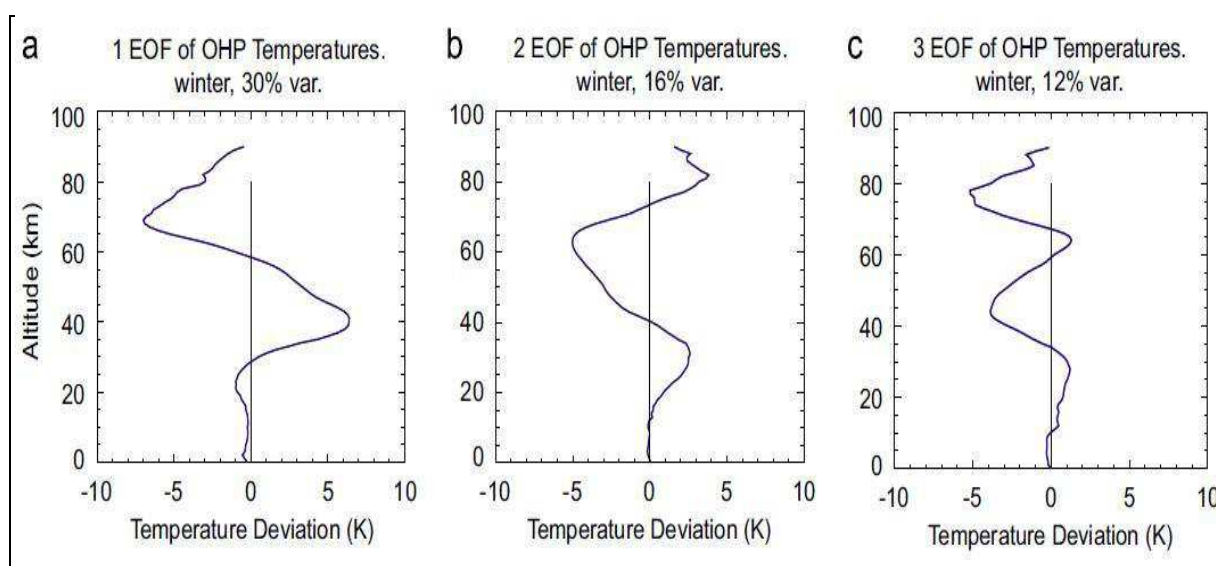 a
1 EOF of OHP Temperatures.
winter, 30% var.
Altitude (km)
100
80
60
40
20
0
-10 -5 0 5 10
Temperature Deviation (K)
b
2 EOF of OHP Temperatures.
winter, 16% var.
100
80
60
40
20
0
-10 -5 0 5 10
Temperature Deviation (K)
c
3 EOF of OHP Temperatures.
winter, 12% var.
100
80
60
40
20
0
-10 -5 0 5 10
Temperature Deviation (K)